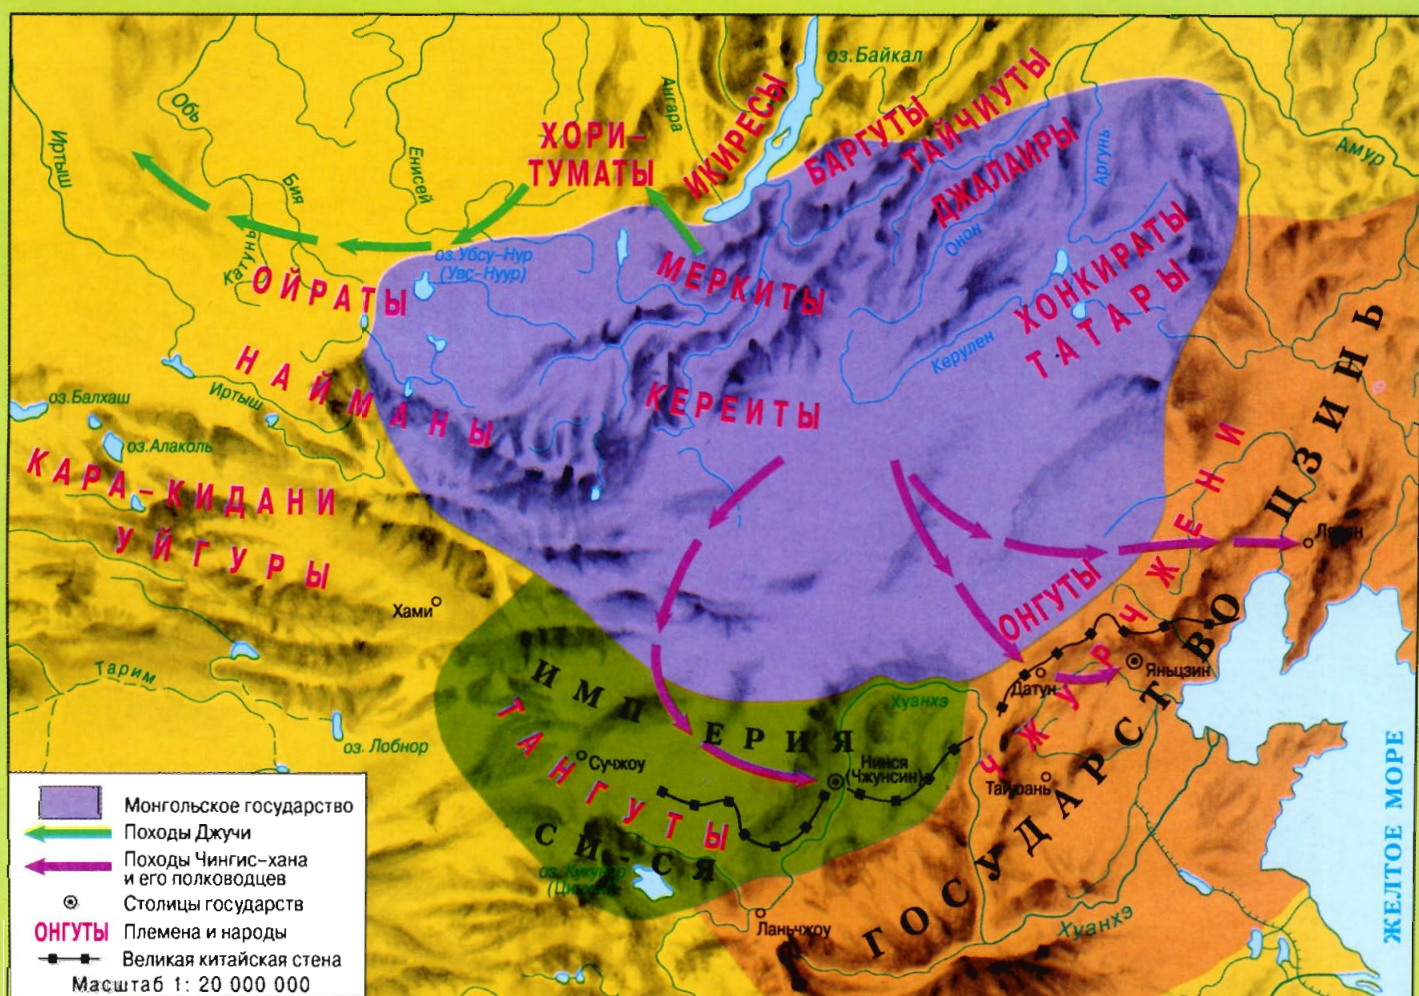 оз.Байкал
Обь
Ангара
ИКИРЕСЫ
БАРГУТЫ
ТАЙЧИУТЫ
ДЖАЛАИРЫ
Аргунь
Амур
Иртыш
ХОРИ–
ТУМАТЫ
Енисей
Бия
Катунь
оз.Убсу–Нур
(Увс–Нуур)
МЕРКИТЫ
Онон
ХОНКИРАТЫ
ТАТАРЫ
ОЙРАТЫ
Керулен
НАЙМАНЫ
КЕРЕИТЫ
Иртыш
оз.Балхаш
оз.Алаколь
КАРА–КИДАНИ
УЙГУРЫ
Хами
ОНГУТЫ
ЧЖУРЧЖЕНИ
ГОСУДАРСТВО ЦЗИНЬ
Ляоян
Яньцзин
Датун
Тарим
оз. Лобнор
ИМПЕРИЯ
СИ–СЯ
ТАНГУТЫ
Сучжоу
Хуанхэ
Нинся
(Чжунсин)
Тайюань
оз. Кукунор
Ланьчжоу
Хуанхэ
ЖЕЛТОЕ МОРЕ
Монгольское государство
Походы Джучи
Походы Чингис–хана
и его полководцев
Столицы государств
ОНГУТЫ Племена и народы
Великая китайская стена
Масштаб 1: 20 000 000